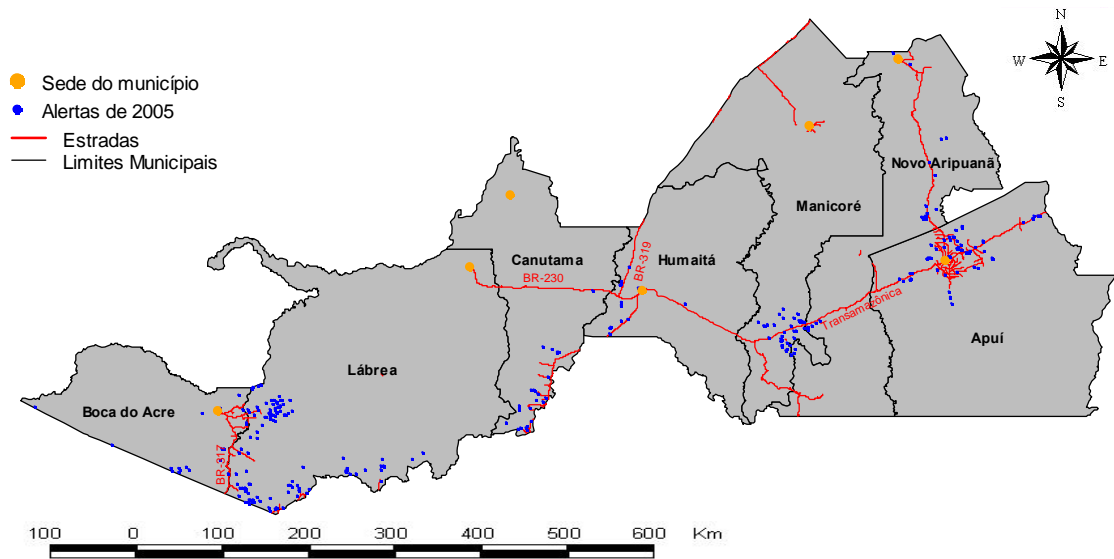 N
W E
S
Sede do município
Alertas de 2005
Estradas
Limites Municipais
Novo Aripuanã
Manicoré
Canutama
BR-319
Humaitá
BR-230
Transamazônica
Apuí
Lábrea
Boca do Acre
BR-317
100 0 100 200 300 400 500 600 Km